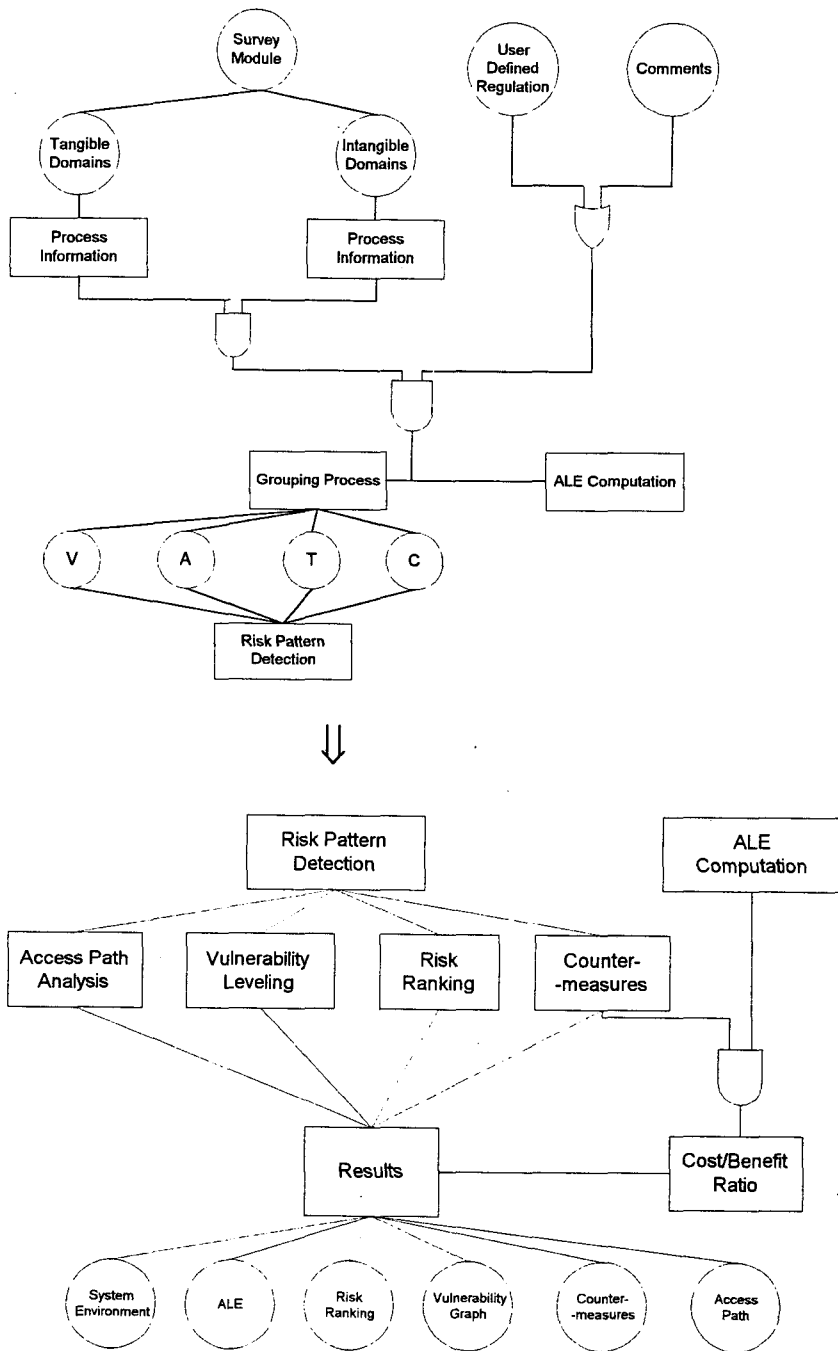 Survey
Module
User
Defined
Regulation
Comments
Tangible
Domains
Intangible
Domains
Process
Information
Process
Information
Grouping Process
ALE Computation
V
A
T
C
Risk Pattern
Detection
Risk Pattern
Detection
ALE
Computation
Access Path
Analysis
Vulnerability
Leveling
Risk
Ranking
Counter-
-measures
Results
Cost/Benefit
Ratio
System
Environment
ALE
Risk
Ranking
Vulnerability
Graph
Counter-
-measures
Access
Path